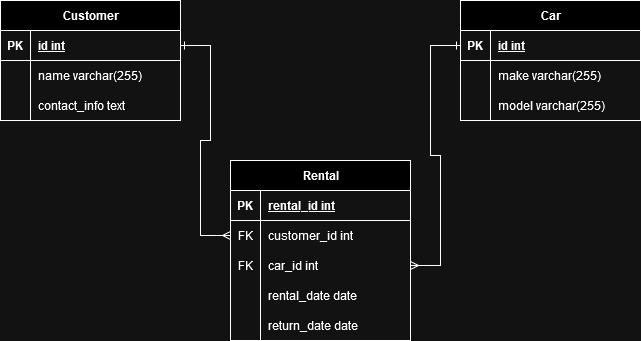 Customer
PK id int
name varchar(255)
contact_info text
Car
PK id int
make varchar(255)
model varchar(255)
Rental
PK rental_id int
FK customer_id int
FK car_id int
rental_date date
return_date date